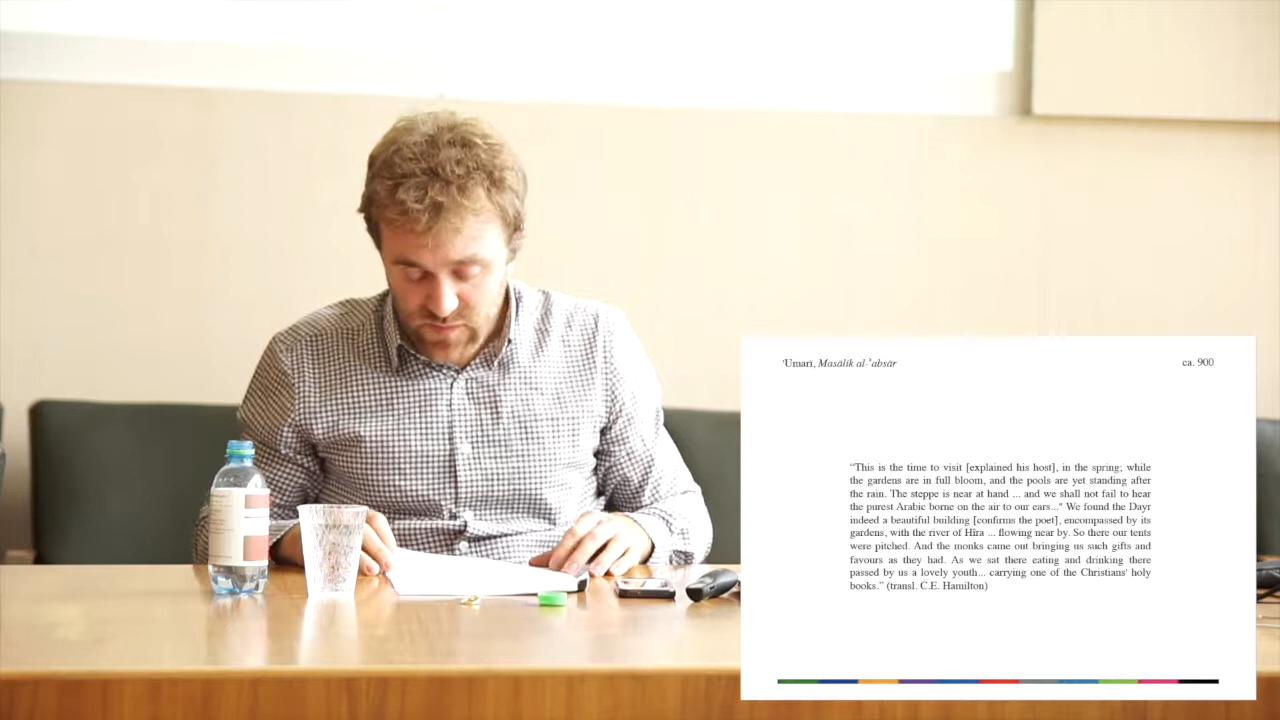 ʿUmarī, Masālik al-ʾabsār
ca. 900
“This is the time to visit [explained his host], in the spring; while
the gardens are in full bloom, and the pools are yet standing after
the rain. The steppe is near at hand ... and we shall not fail to hear
the purest Arabic borne on the air to our ears...” We found the Dayr
indeed a beautiful building [confirms the poet], encompassed by its
gardens, with the river of Hīra ... flowing near by. So there our tents
were pitched. And the monks came out bringing us such gifts and
favours as they had. As we sat there eating and drinking there
passed by us a lovely youth... carrying one of the Christians' holy
books.” (transl. C.E. Hamilton)